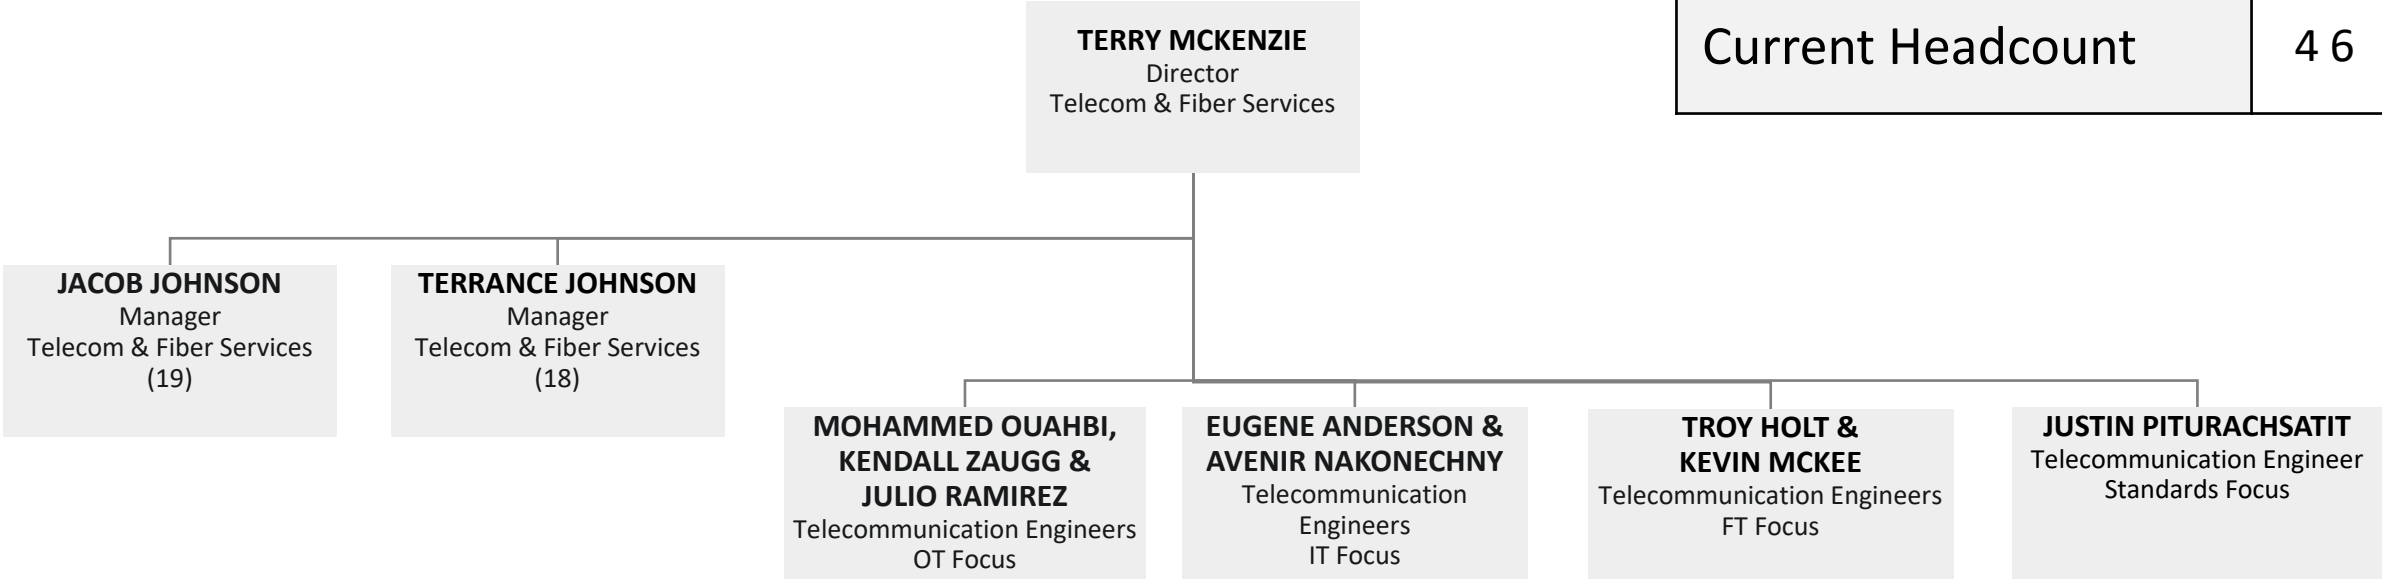 TERRY MCKENZIE
Director
Telecom & Fiber Services
Current Headcount
4 6
JACOB JOHNSON
Manager
Telecom & Fiber Services
(19)
TERRANCE JOHNSON
Manager
Telecom & Fiber Services
(18)
MOHAMMED OUAHBI,
KENDALL ZAUGG &
JULIO RAMIREZ
Telecommunication Engineers
OT Focus
EUGENE ANDERSON &
AVENIR NAKONECHNY
Telecommunication
Engineers
IT Focus
TROY HOLT &
KEVIN MCKEE
Telecommunication Engineers
FT Focus
JUSTIN PITURACHSATIT
Telecommunication Engineer
Standards Focus